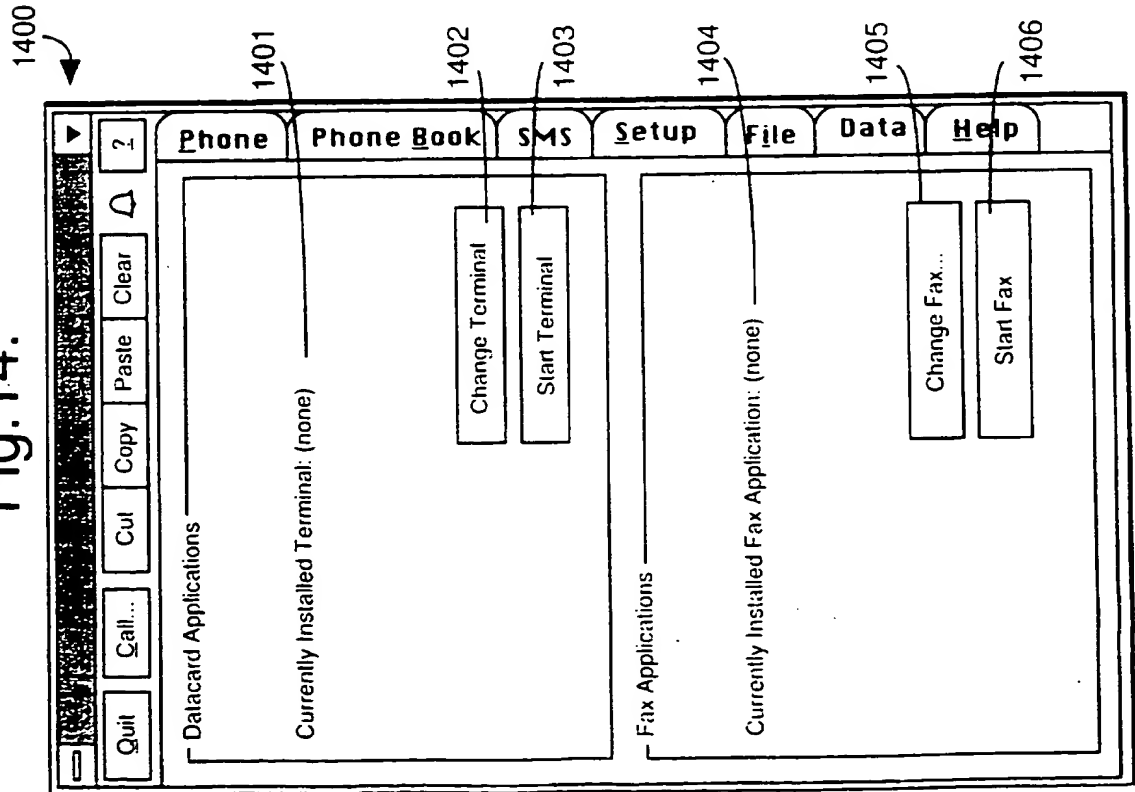 Fig.14.
1400
Quit Call... Cut Copy Paste Clear ?
Phone
Phone Book
SMS
Setup
File
Data
Help
Datacard Applications
Currently Installed Terminal: (none)
1401
Change Terminal
1402
Start Terminal
1403
Fax Applications
Currently Installed Fax Application: (none)
1404
Change Fax...
1405
Start Fax
1406